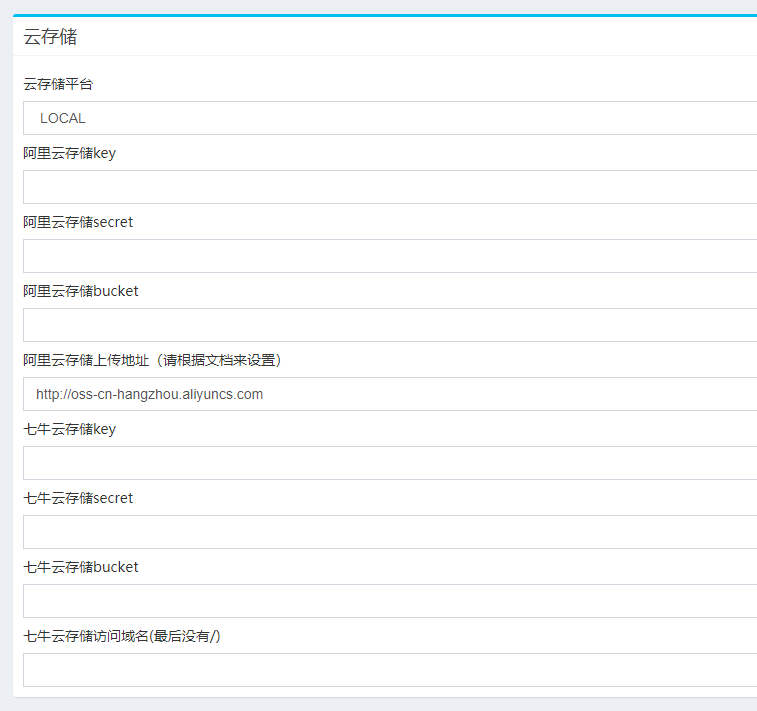 云存储
云存储平台
LOCAL
阿里云存储key
阿里云存储secret
阿里云存储bucket
阿里云存储上传地址（请根据文档来设置）
http://oss-cn-hangzhou.aliyuncs.com
七牛云存储key
七牛云存储secret
七牛云存储bucket
七牛云存储访问域名(最后没有/)